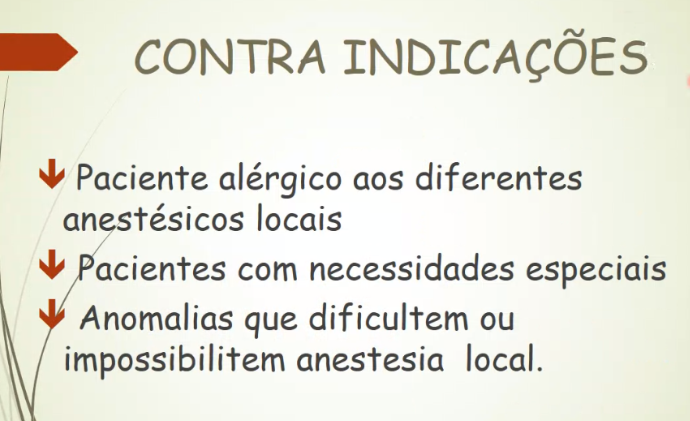 CONTRA INDICAÇÕES
Paciente alérgico aos diferentes
anestésicos locais
Pacientes com necessidades especiais
Anomalias que dificultem ou
impossibilitem anestesia local.